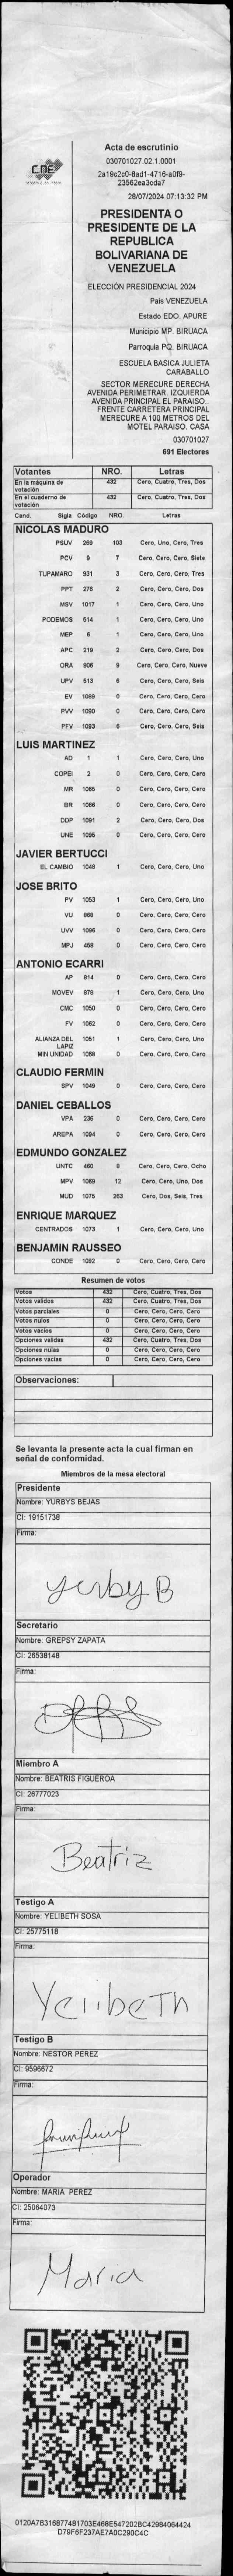 CNE
Acta de escrutinio
030701027.02.1.0001
2a19c2c0-8ad1-4716-a0f9-
23562ea3cda7
28/07/2024 07:13:32 PM
PRESIDENTA O
PRESIDENTE DE LA
REPUBLICA
BOLIVARIANA DE
VENEZUELA
ELECCIÓN PRESIDENCIAL 2024
País VENEZUELA
Estado EDO. APURE
Municipio MP. BIRUACA
Parroquia PQ. BIRUACA
ESCUELA BASICA JULIETA
CARABALLO
SECTOR MERECURE DERECHA
AVENIDA PERIMETRAR. IZQUIERDA
AVENIDA PRINCIPAL EL PARAISO..
FRENTE CARRETERA PRINCIPAL
MERECURE A 100 METROS DEL
MOTEL PARAISO. CASA
030701027
691 Electores
Votantes NRO. Letras
En la máquina de votación 432 Cero, Cuatro, Tres, Dos
En el cuaderno de votación 432 Cero, Cuatro, Tres, Dos
Cand. Sigla Código NRO. Letras
NICOLAS MADURO
PSUV 269 103 Cero, Uno, Cero, Tres
PCV 9 7 Cero, Cero, Cero, Siete
TUPAMARO 931 3 Cero, Cero, Cero, Tres
PPT 276 2 Cero, Cero, Cero, Dos
MSV 1017 1 Cero, Cero, Cero, Uno
PODEMOS 514 1 Cero, Cero, Cero, Uno
MEP 6 1 Cero, Cero, Cero, Uno
APC 219 2 Cero, Cero, Cero, Dos
ORA 906 9 Cero, Cero, Cero, Nueve
UPV 513 6 Cero, Cero, Cero, Seis
EV 1089 0 Cero, Cero, Cero, Cero
PVV 1090 0 Cero, Cero, Cero, Cero
PFV 1093 6 Cero, Cero, Cero, Seis
LUIS MARTINEZ
AD 1 1 Cero, Cero, Cero, Uno
COPEI 2 0 Cero, Cero, Cero, Cero
MR 1065 0 Cero, Cero, Cero, Cero
BR 1066 0 Cero, Cero, Cero, Cero
DDP 1091 2 Cero, Cero, Cero, Dos
UNE 1095 0 Cero, Cero, Cero, Cero
JAVIER BERTUCCI
EL CAMBIO 1048 1 Cero, Cero, Cero, Uno
JOSE BRITO
PV 1053 1 Cero, Cero, Cero, Uno
VU 868 0 Cero, Cero, Cero, Cero
UVV 1096 0 Cero, Cero, Cero, Cero
MPJ 458 0 Cero, Cero, Cero, Cero
ANTONIO ECARRI
AP 914 0 Cero, Cero, Cero, Cero
MOVEV 879 1 Cero, Cero, Cero, Uno
CMC 1050 0 Cero, Cero, Cero, Cero
FV 1062 0 Cero, Cero, Cero, Cero
ALIANZA DEL LAPIZ 1051 1 Cero, Cero, Cero, Uno
MIN UNIDAD 1068 0 Cero, Cero, Cero, Cero
CLAUDIO FERMIN
SPV 1049 0 Cero, Cero, Cero, Cero
DANIEL CEBALLOS
VPA 236 0 Cero, Cero, Cero, Cero
AREPA 1094 0 Cero, Cero, Cero, Cero
EDMUNDO GONZALEZ
UNTC 460 8 Cero, Cero, Cero, Ocho
MPV 1069 12 Cero, Cero, Uno, Dos
MUD 1075 263 Cero, Dos, Seis, Tres
ENRIQUE MARQUEZ
CENTRADOS 1073 1 Cero, Cero, Cero, Uno
BENJAMIN RAUSSEO
CONDE 1092 0 Cero, Cero, Cero, Cero
Resumen de votos
Votos 432 Cero, Cuatro, Tres, Dos
Votos validos 432 Cero, Cuatro, Tres, Dos
Votos parciales 0 Cero, Cero, Cero, Cero
Votos nulos 0 Cero, Cero, Cero, Cero
Votos vacios 0 Cero, Cero, Cero, Cero
Opciones validas 432 Cero, Cuatro, Tres, Dos
Opciones nulas 0 Cero, Cero, Cero, Cero
Opciones vacias 0 Cero, Cero, Cero, Cero
Observaciones:
Se levanta la presente acta la cual firman en
señal de conformidad.
Miembros de la mesa electoral
Presidente
Nombre: YURBYS BEJAS
CI: 19151738
Firma:
yurby B
Secretario
Nombre: GREPSY ZAPATA
CI: 26538148
Firma:
Miembro A
Nombre: BEATRIS FIGUEROA
CI: 26777023
Firma:
Beatriz
Testigo A
Nombre: YELIBETH SOSA
CI: 25775118
Firma:
Yelibeth
Testigo B
Nombre: NESTOR PEREZ
CI: 9596672
Firma:
Operador
Nombre: MARIA PEREZ
CI: 25064073
Firma:
Maria
0120A7B316877481703E468E547202BC42984064424
D79F6F237AE7A0C290C4C